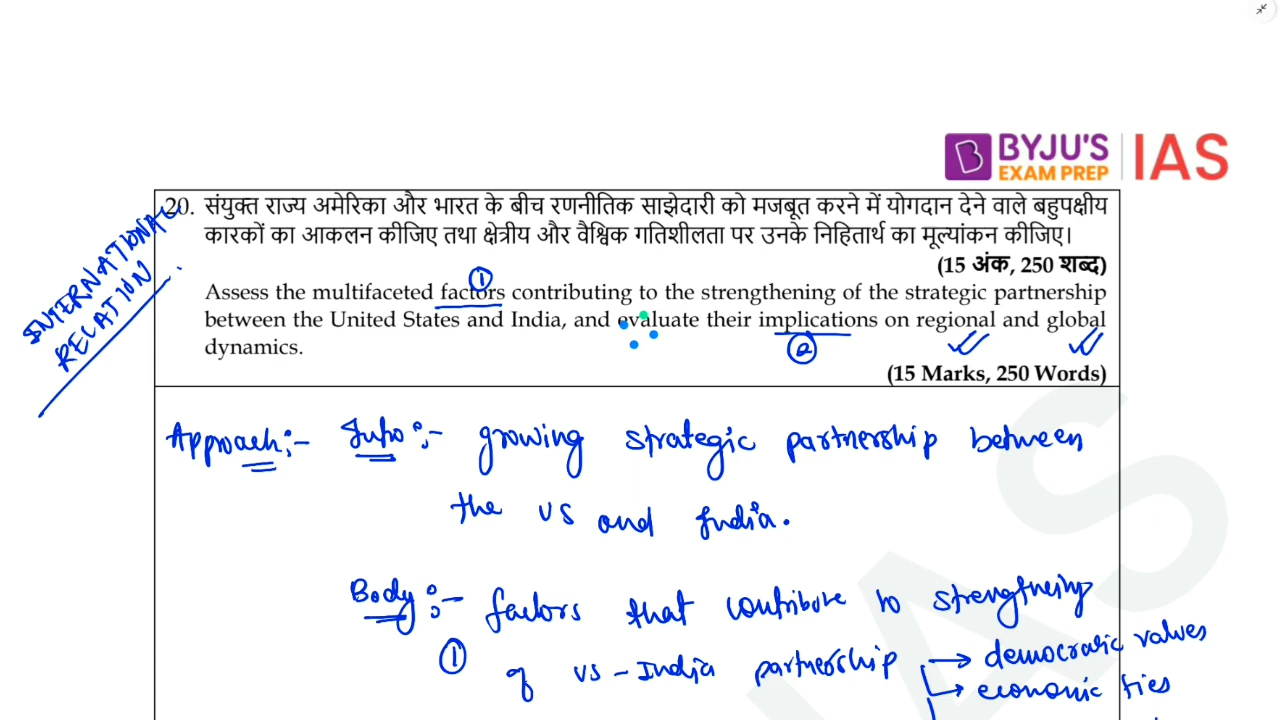 BYJU'S IAS
EXAM PREP
20. संयुक्त राज्य अमेरिका और भारत के बीच रणनीतिक साझेदारी को मजबूत करने में योगदान देने वाले बहुपक्षीय
कारकों का आकलन कीजिए तथा क्षेत्रीय और वैश्विक गतिशीलता पर उनके निहितार्थ का मूल्यांकन कीजिए।
(15 अंक, 250 शब्द)
INTERNATIONAL
RELATION
1
Assess the multifaceted factors contributing to the strengthening of the strategic partnership
between the United States and India, and evaluate their implications on regional and global
2
dynamics.
(15 Marks, 250 Words)
Approach:- Intro:- growing strategic partnership between
the US and India.
Body:- factors that contribute to strengthening
1
of US-India partnership → democratic values
→ economic ties
IAS